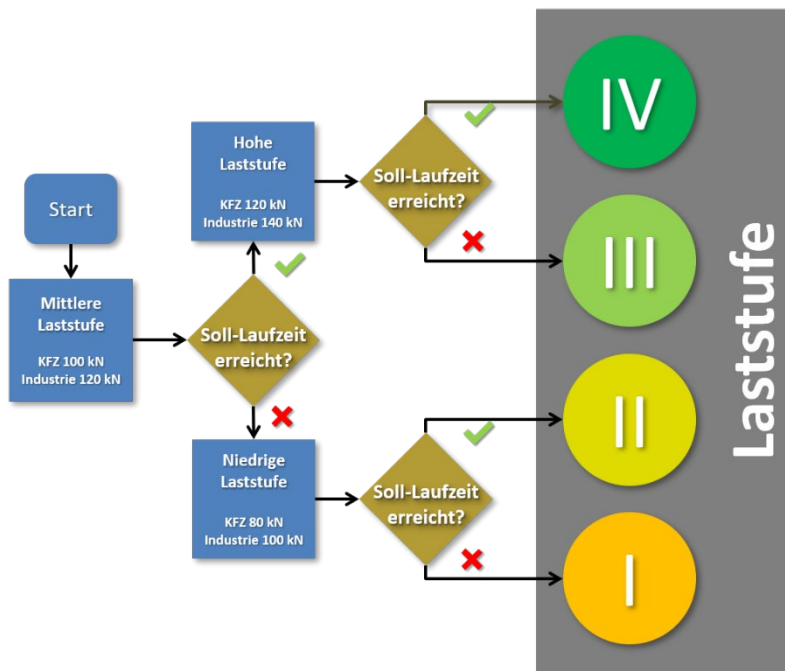 Start
Mittlere
Laststufe
KFZ 100 kN
Industrie 120 kN
Soll-Laufzeit
erreicht?
Hohe
Laststufe
KFZ 120 kN
Industrie 140 kN
Soll-Laufzeit
erreicht?
Niedrige
Laststufe
KFZ 80 kN
Industrie 100 kN
Soll-Laufzeit
erreicht?
IV
III
II
I
Laststufe